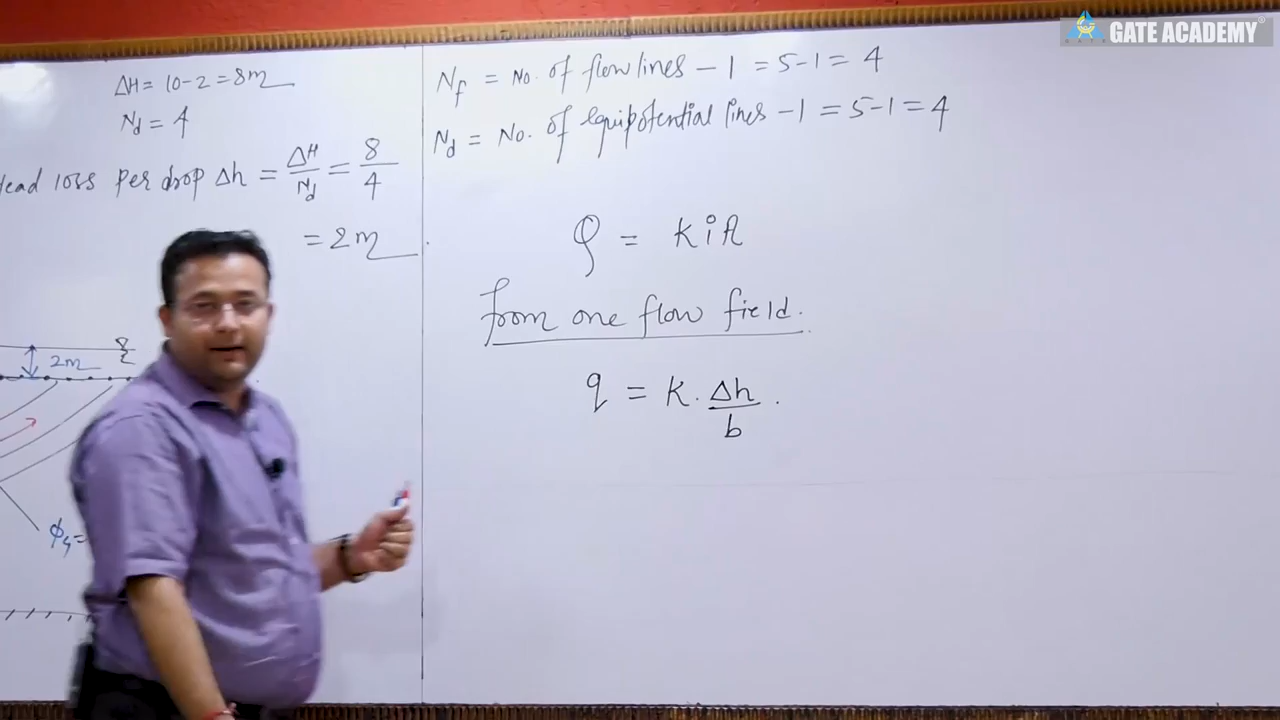 GATE ACADEMY
ΔH = 10-2 = 8m
Nd = 4
Head loss per drop Δh = ΔH/Nd = 8/4
= 2m
2m
ϕ4=
Nf = No. of flow lines - 1 = 5-1 = 4
Nd = No. of equipotential lines - 1 = 5-1 = 4
Q = KiA
from one flow field.
q = K. Δh/b .